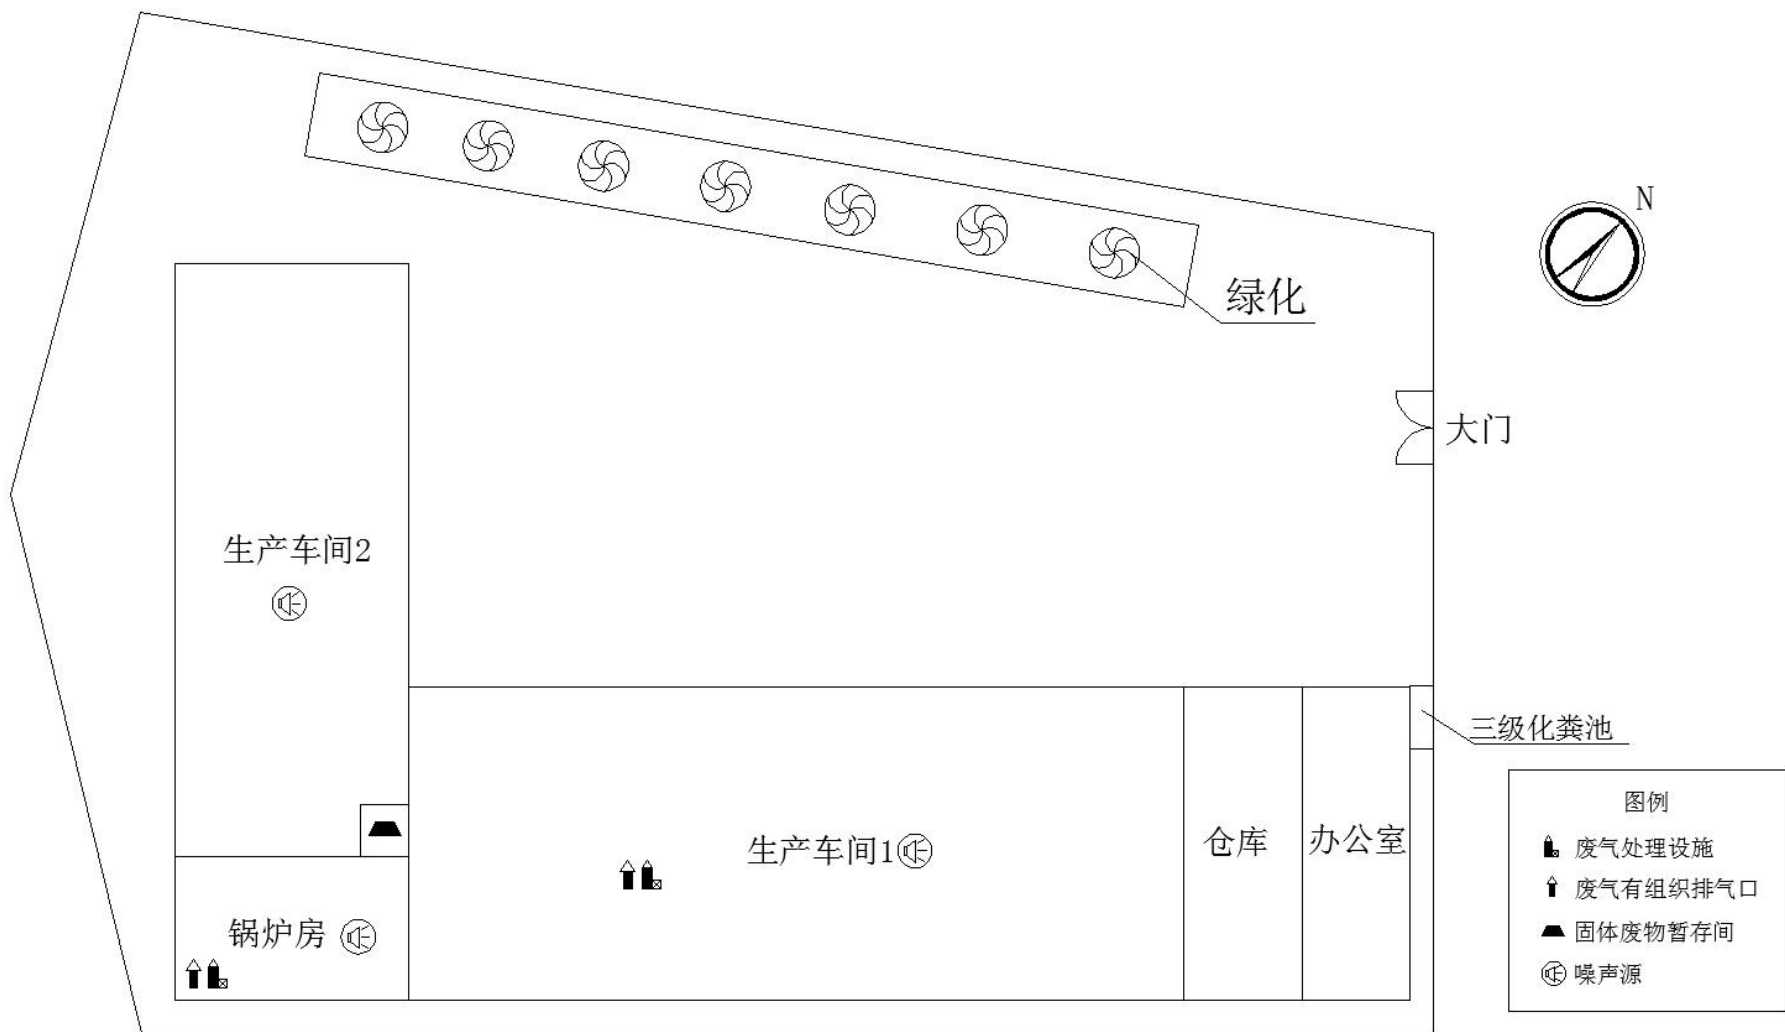 N
绿化
大门
生产车间2
三级化粪池
生产车间1
仓库
办公室
锅炉房
图例
废气处理设施
废气有组织排气口
固体废物暂存间
噪声源